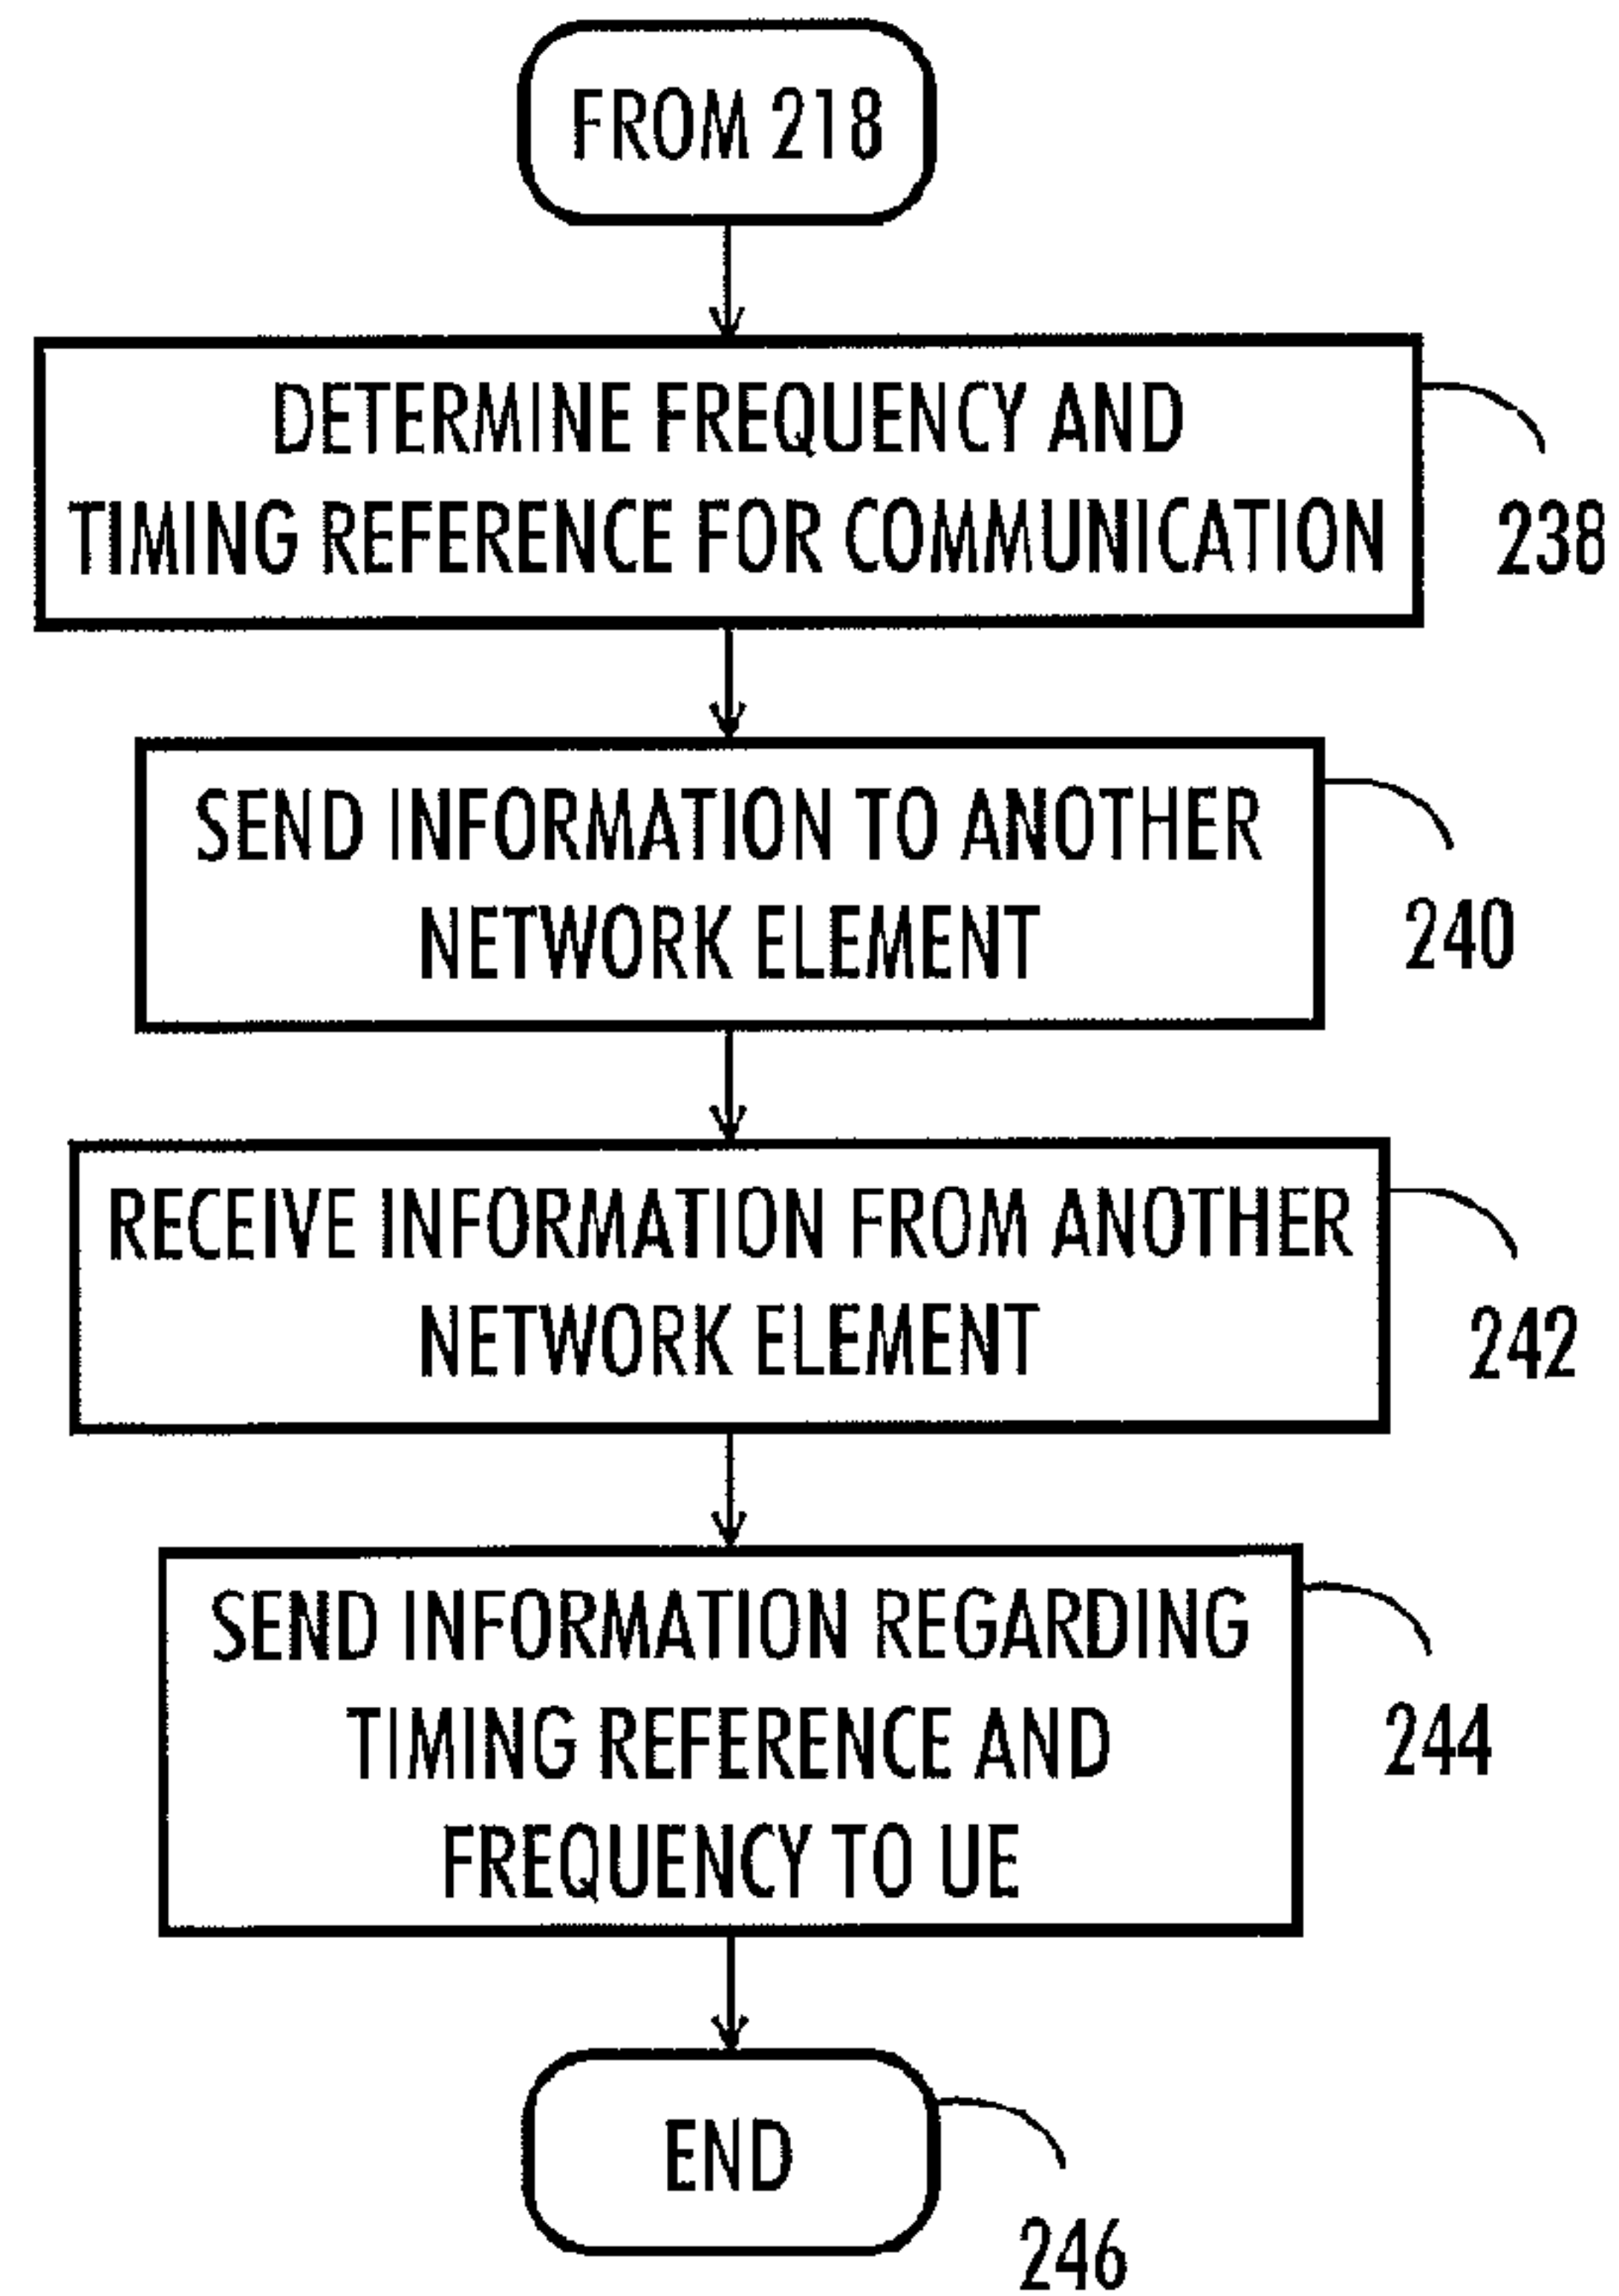 FROM 218
DETERMINE FREQUENCY AND
TIMING REFERENCE FOR COMMUNICATION
238
SEND INFORMATION TO ANOTHER
NETWORK ELEMENT
240
RECEIVE INFORMATION FROM ANOTHER
NETWORK ELEMENT
242
SEND INFORMATION REGARDING
TIMING REFERENCE AND
FREQUENCY TO UE
244
END
246